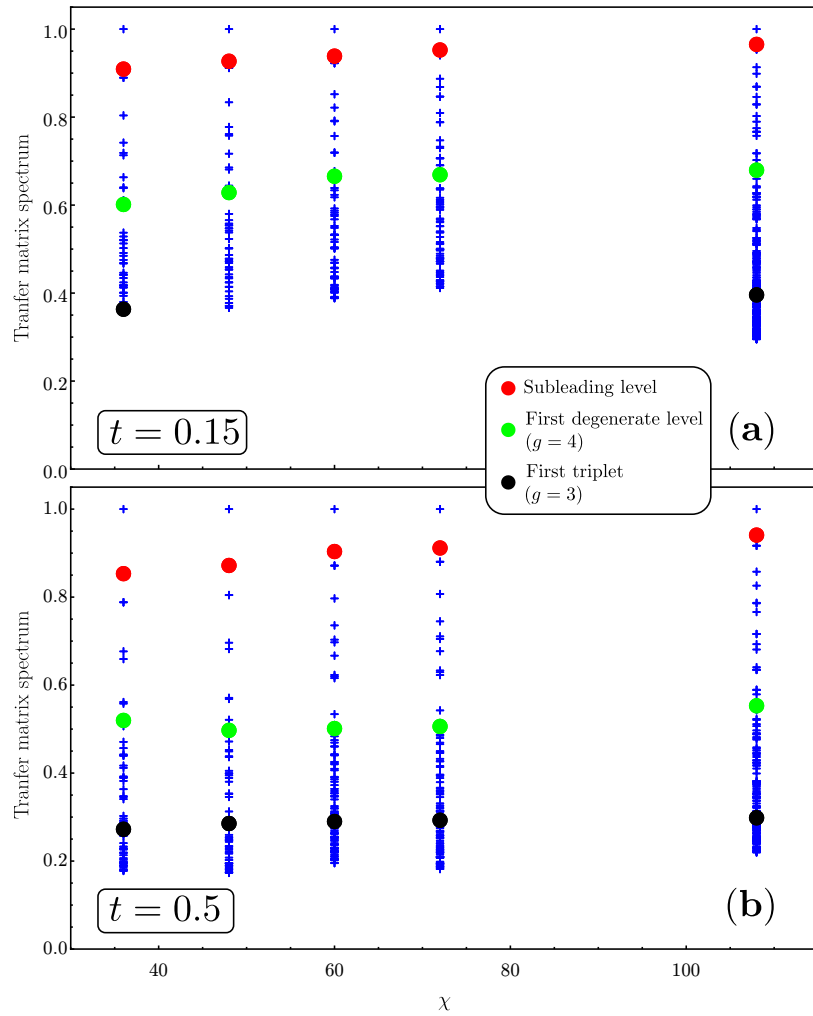 1.0
0.8
0.6
0.4
0.2
0.0
Tranfer matrix spectrum
t = 0.15
(a)
Subleading level
First degenerate level
(g = 4)
First triplet
(g = 3)
1.0
0.8
0.6
0.4
0.2
0.0
Tranfer matrix spectrum
t = 0.5
(b)
40 60 80 100
χ